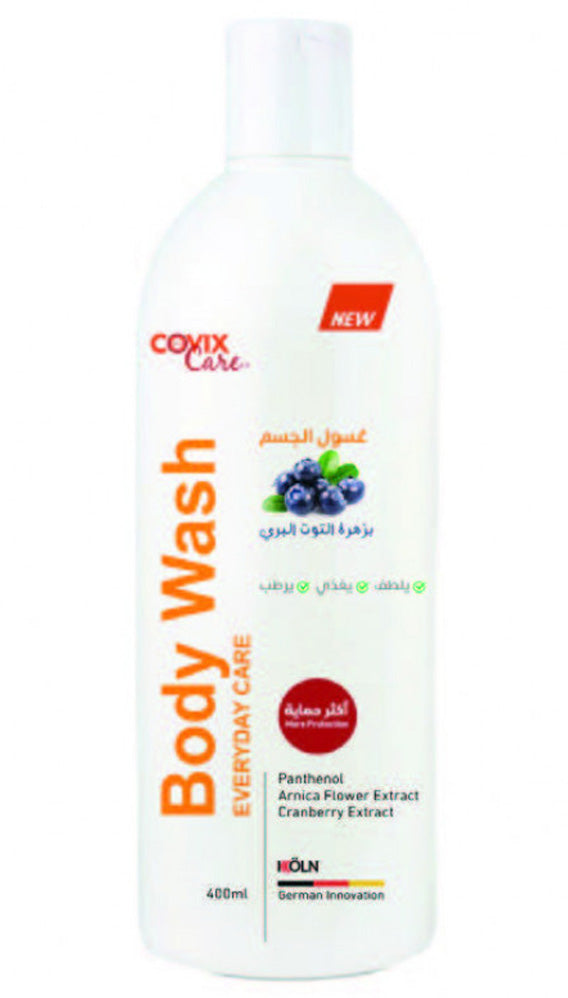 NEW
COVIX
Care
Body Wash
EVERYDAY CARE
غسول الجسم
بزهرة التوت البري
يلطف يغذي يرطب
أكثر حماية
More Protection
Panthenol
Arnica Flower Extract
Cranberry Extract
KÖLN
German Innovation
400ml